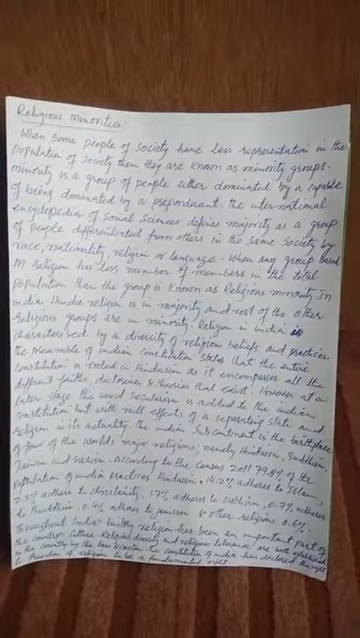 Religious minorities:
When some people of society have less representation in the
population of society then they are known as minority groups.
minority is a group of people either dominated by a capable
of being dominated by a prepondeant the international
encyclopedia of social sciences defines majority as a group
of people differentiated from others in the same society by
race, nationality, religion or language. When any group based
on religion has less number of members in the total
population than the group is known as Religious minority. In
india Hindu religion is in majority and rest of the other
religious groups are in minority. Religion in india is
characterised by a diversity of religious beliefs and practices.
the preamble of indian constitution states that the entire
constitution is rooted in Hinduism as it encompasses all the
different faiths, doctrines & theories that exist. However at a
later stage the word secularism is added to the indian
constitution but with null effects of a separating state and
religion in its actuality. the indian Sub continent is the birthplace
of four of the worlds major religions; namely Hinduism, Buddhism,
Jainism and Sikhism. According to the census 2011 79.8% of the
population of india practices Hinduism, 14.2% adheres to Islam,
2.3% adhere to christianity, 1.7% adheres to sikhism, 0.7% adheres
to Buddhism, 0.4% adheres to jainism & other religions 0.6%.
throughout India's history religion has been an important part of
the country's culture. Religious diversity and religious tolerance are both established
in the country by the law the constitution of india has declared the right
to freedom of religion to be a fundamental right.